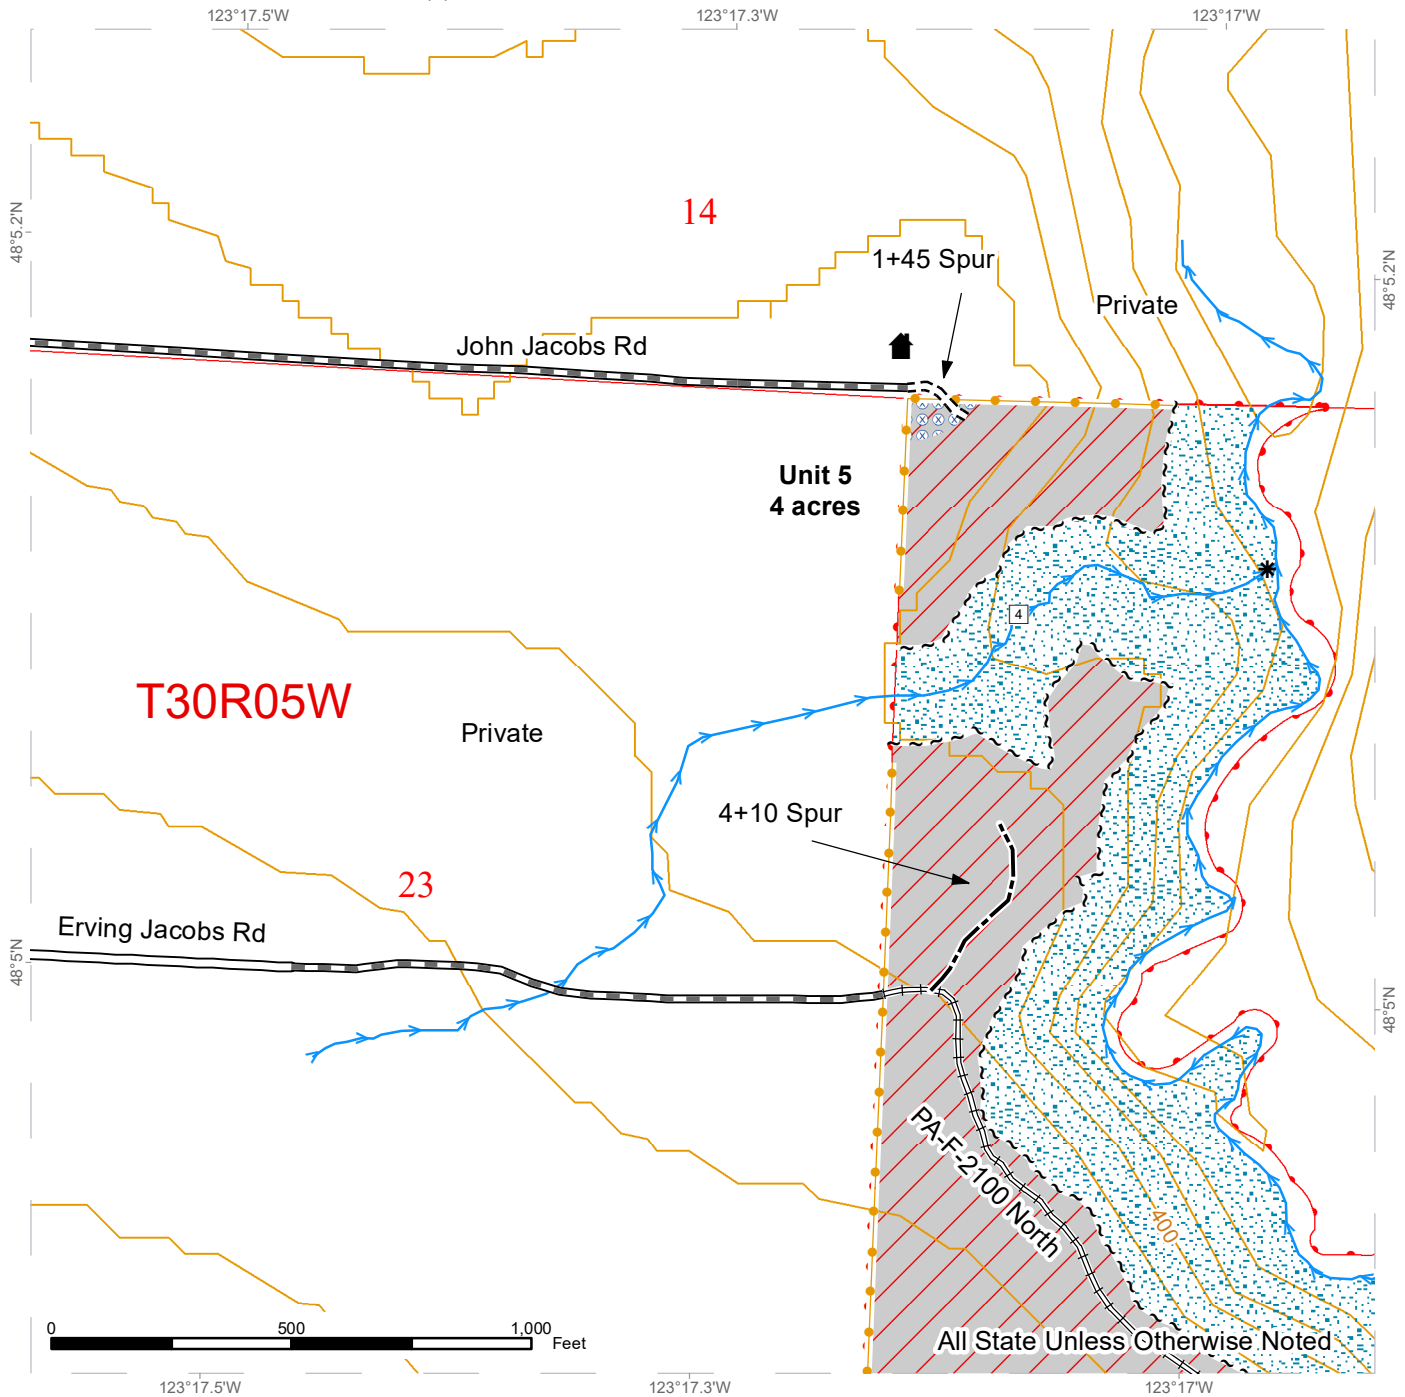 123°17.5'W
123°17.3'W
123°17'W
48°5.2'N
14
1+45 Spur
48°5.2'N
Private
John Jacobs Rd
Unit 5
4 acres
4
T30R05W
Private
4+10 Spur
23
Erving Jacobs Rd
48°5'N
48°5'N
PA-F-2100 North
400
0 500 1,000
Feet
All State Unless Otherwise Noted
123°17.5'W
123°17.3'W
123°17'W